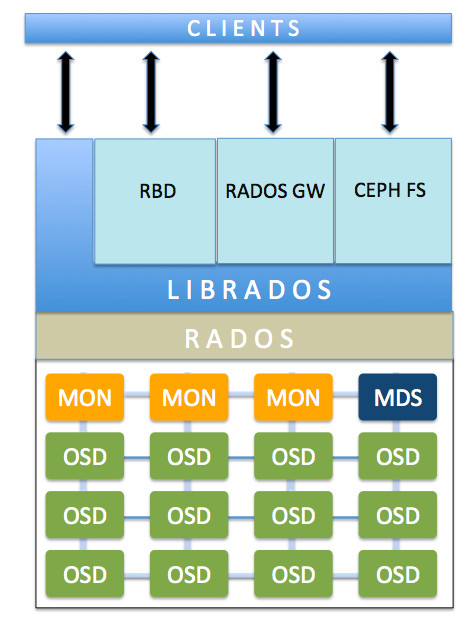 CLIENTS
RBD RADOS GW CEPH FS
LIBRADOS
RADOS
MON MON MON MDS
OSD OSD OSD OSD
OSD OSD OSD OSD
OSD OSD OSD OSD